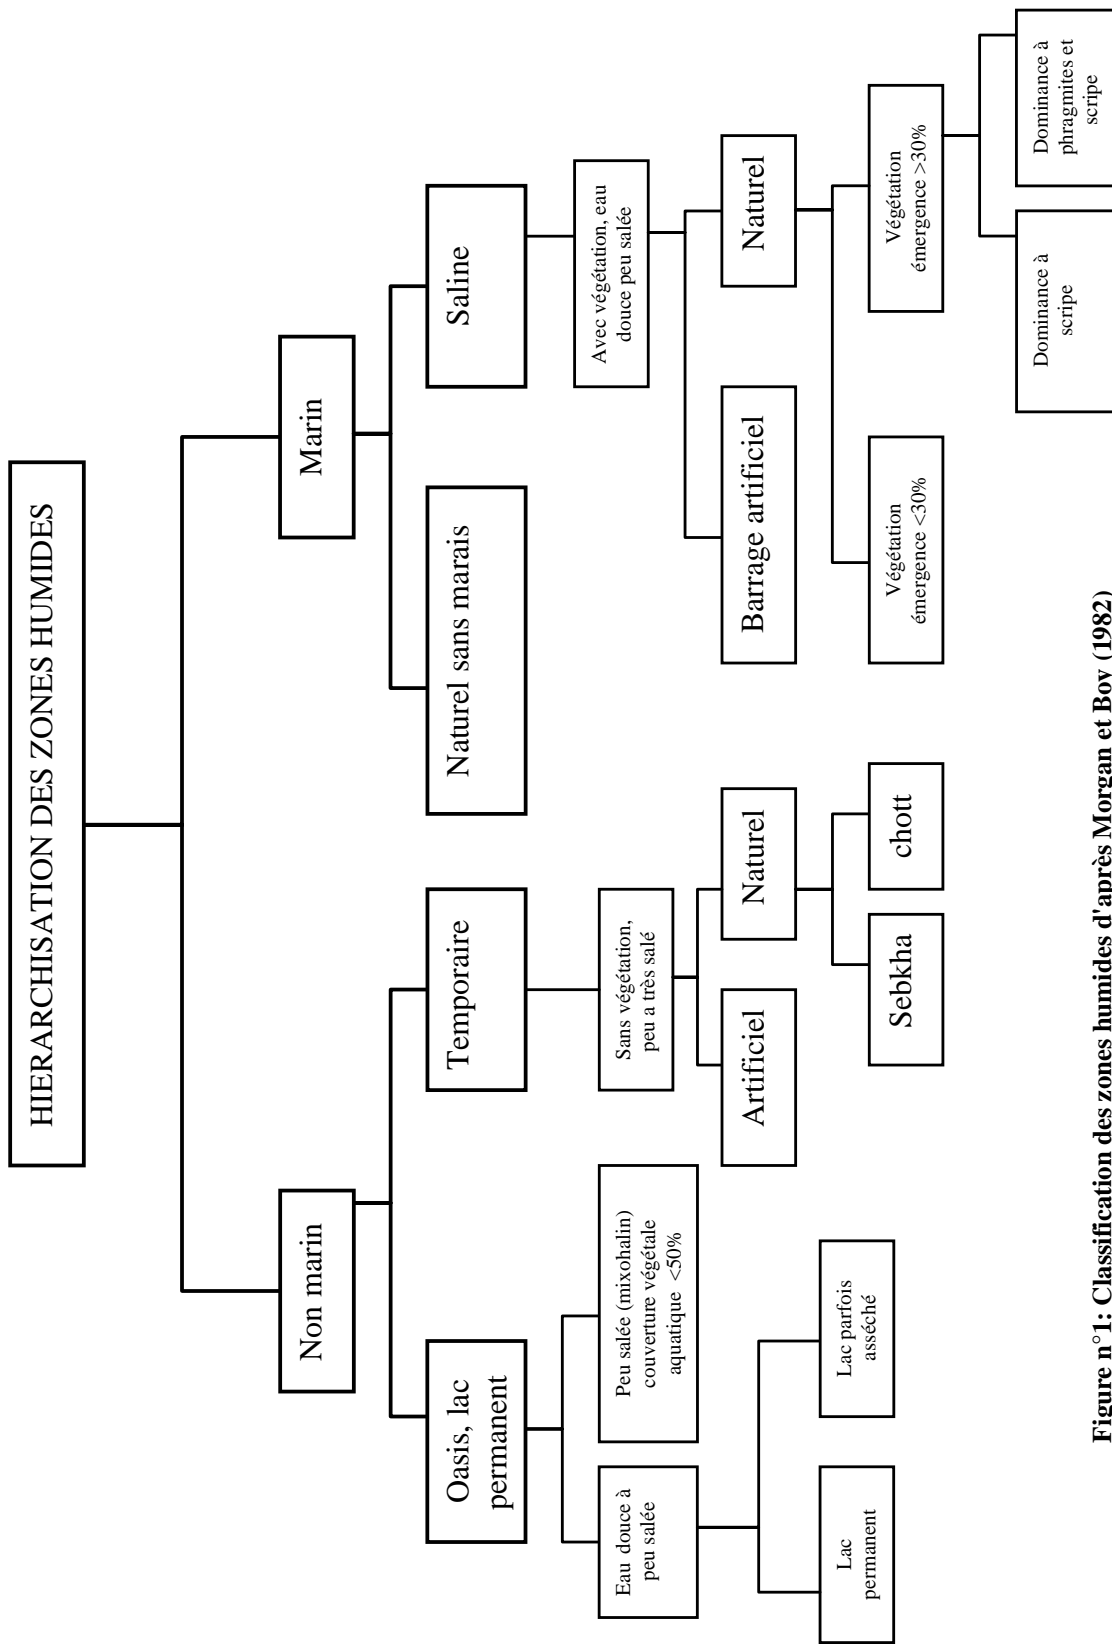 HIERARCHISATION DES ZONES HUMIDES
Non marin
Marin
Oasis, lac
permanent
Temporaire
Naturel sans marais
Saline
Eau douce à
peu salée
Peu salée (mixohalin)
couverture végétale
aquatique <50%
Sans végétation,
peu a très salé
Avec végétation, eau
douce peu salée
Artificiel
Naturel
Barrage artificiel
Naturel
Lac
permanent
Lac parfois
asséché
Sebkha
chott
Végétation
émergence <30%
Végétation
émergence >30%
Dominance à
scripe
Dominance à
phragmites et
scripe
Figure n°1: Classification des zones humides d'après Morgan et Boy (1982)